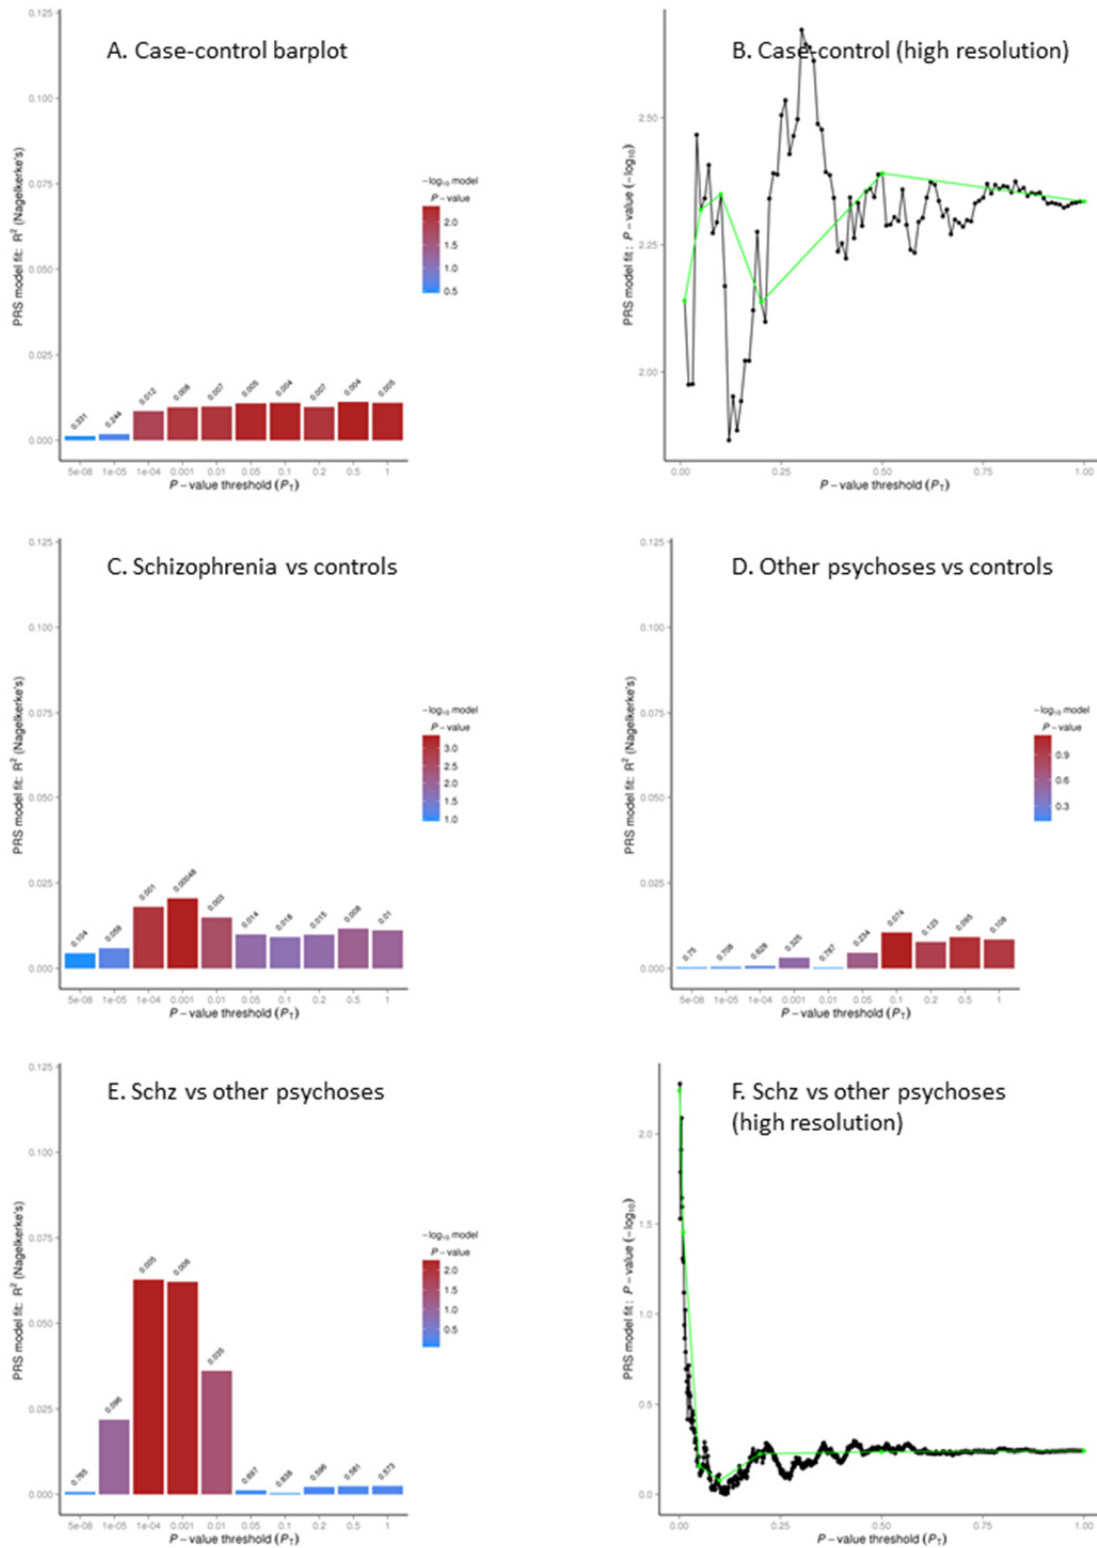 A. Case-control barplot
PRS model fit: R² (Nagelkerke's)
0.125
0.100
0.075
0.050
0.025
0.000
0.331
0.244
0.012
0.008
0.007
0.005
0.004
0.007
0.004
0.005
5e-08 1e-05 1e-04 0.001 0.01 0.05 0.1 0.2 0.5 1
P – value threshold (P_T)
−log₁₀ model
P – value
2.0
1.5
1.0
0.5
B. Case-control (high resolution)
PRS model fit: P – value (−log₁₀)
2.50
2.25
2.00
0.00 0.25 0.50 0.75 1.00
P – value threshold (P_T)
C. Schizophrenia vs controls
PRS model fit: R² (Nagelkerke's)
0.125
0.100
0.075
0.050
0.025
0.000
0.104
0.059
0.001
0.00048
0.003
0.014
0.018
0.015
0.008
0.01
5e-08 1e-05 1e-04 0.001 0.01 0.05 0.1 0.2 0.5 1
P – value threshold (P_T)
−log₁₀ model
P – value
3.0
2.5
2.0
1.5
1.0
D. Other psychoses vs controls
PRS model fit: R² (Nagelkerke's)
0.125
0.100
0.075
0.050
0.025
0.000
0.75
0.708
0.628
0.325
0.787
0.234
0.074
0.123
0.095
0.108
5e-08 1e-05 1e-04 0.001 0.01 0.05 0.1 0.2 0.5 1
P – value threshold (P_T)
−log₁₀ model
P – value
0.9
0.6
0.3
E. Schz vs other psychoses
PRS model fit: R² (Nagelkerke's)
0.125
0.100
0.075
0.050
0.025
0.000
0.765
0.096
0.005
0.006
0.035
0.697
0.838
0.596
0.581
0.573
5e-08 1e-05 1e-04 0.001 0.01 0.05 0.1 0.2 0.5 1
P – value threshold (P_T)
−log₁₀ model
P – value
2.0
1.5
1.0
0.5
F. Schz vs other psychoses
(high resolution)
PRS model fit: P – value (−log₁₀)
2.0
1.5
1.0
0.5
0.0
0.00 0.25 0.50 0.75 1.00
P – value threshold (P_T)